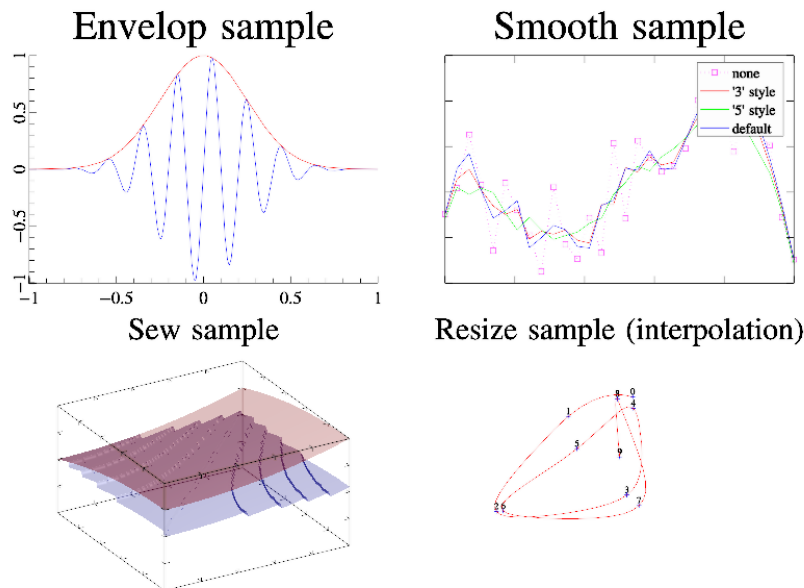 Envelop sample
Smooth sample
1
0.5
0
−0.5
−1
−1
−0.5
0
0.5
1
none
'3' style
'5' style
default
Sew sample
Resize sample (interpolation)
8
0
4
1
5
9
3
2
6
7